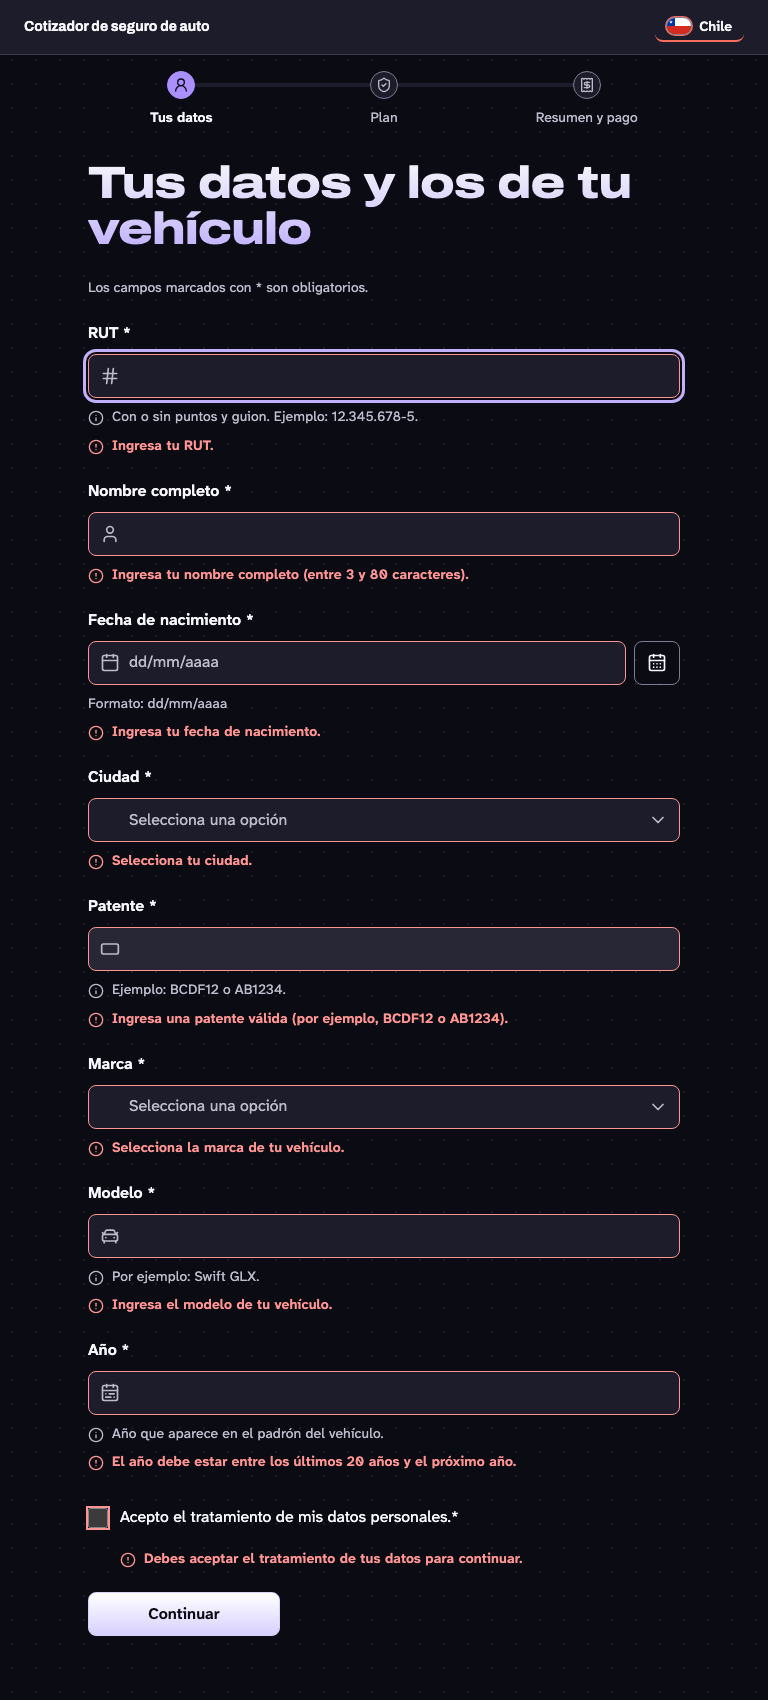 Cotizador de seguro de auto
Chile
Tus datos
Plan
Resumen y pago
Tus datos y los de tu
vehículo
Los campos marcados con * son obligatorios.
RUT *
Con o sin puntos y guion. Ejemplo: 12.345.678-5.
Ingresa tu RUT.
Nombre completo *
Ingresa tu nombre completo (entre 3 y 80 caracteres).
Fecha de nacimiento *
dd/mm/aaaa
Formato: dd/mm/aaaa
Ingresa tu fecha de nacimiento.
Ciudad *
Selecciona una opción
Selecciona tu ciudad.
Patente *
Ejemplo: BCDF12 o AB1234.
Ingresa una patente válida (por ejemplo, BCDF12 o AB1234).
Marca *
Selecciona una opción
Selecciona la marca de tu vehículo.
Modelo *
Por ejemplo: Swift GLX.
Ingresa el modelo de tu vehículo.
Año *
Año que aparece en el padrón del vehículo.
El año debe estar entre los últimos 20 años y el próximo año.
Acepto el tratamiento de mis datos personales.*
Debes aceptar el tratamiento de tus datos para continuar.
Continuar